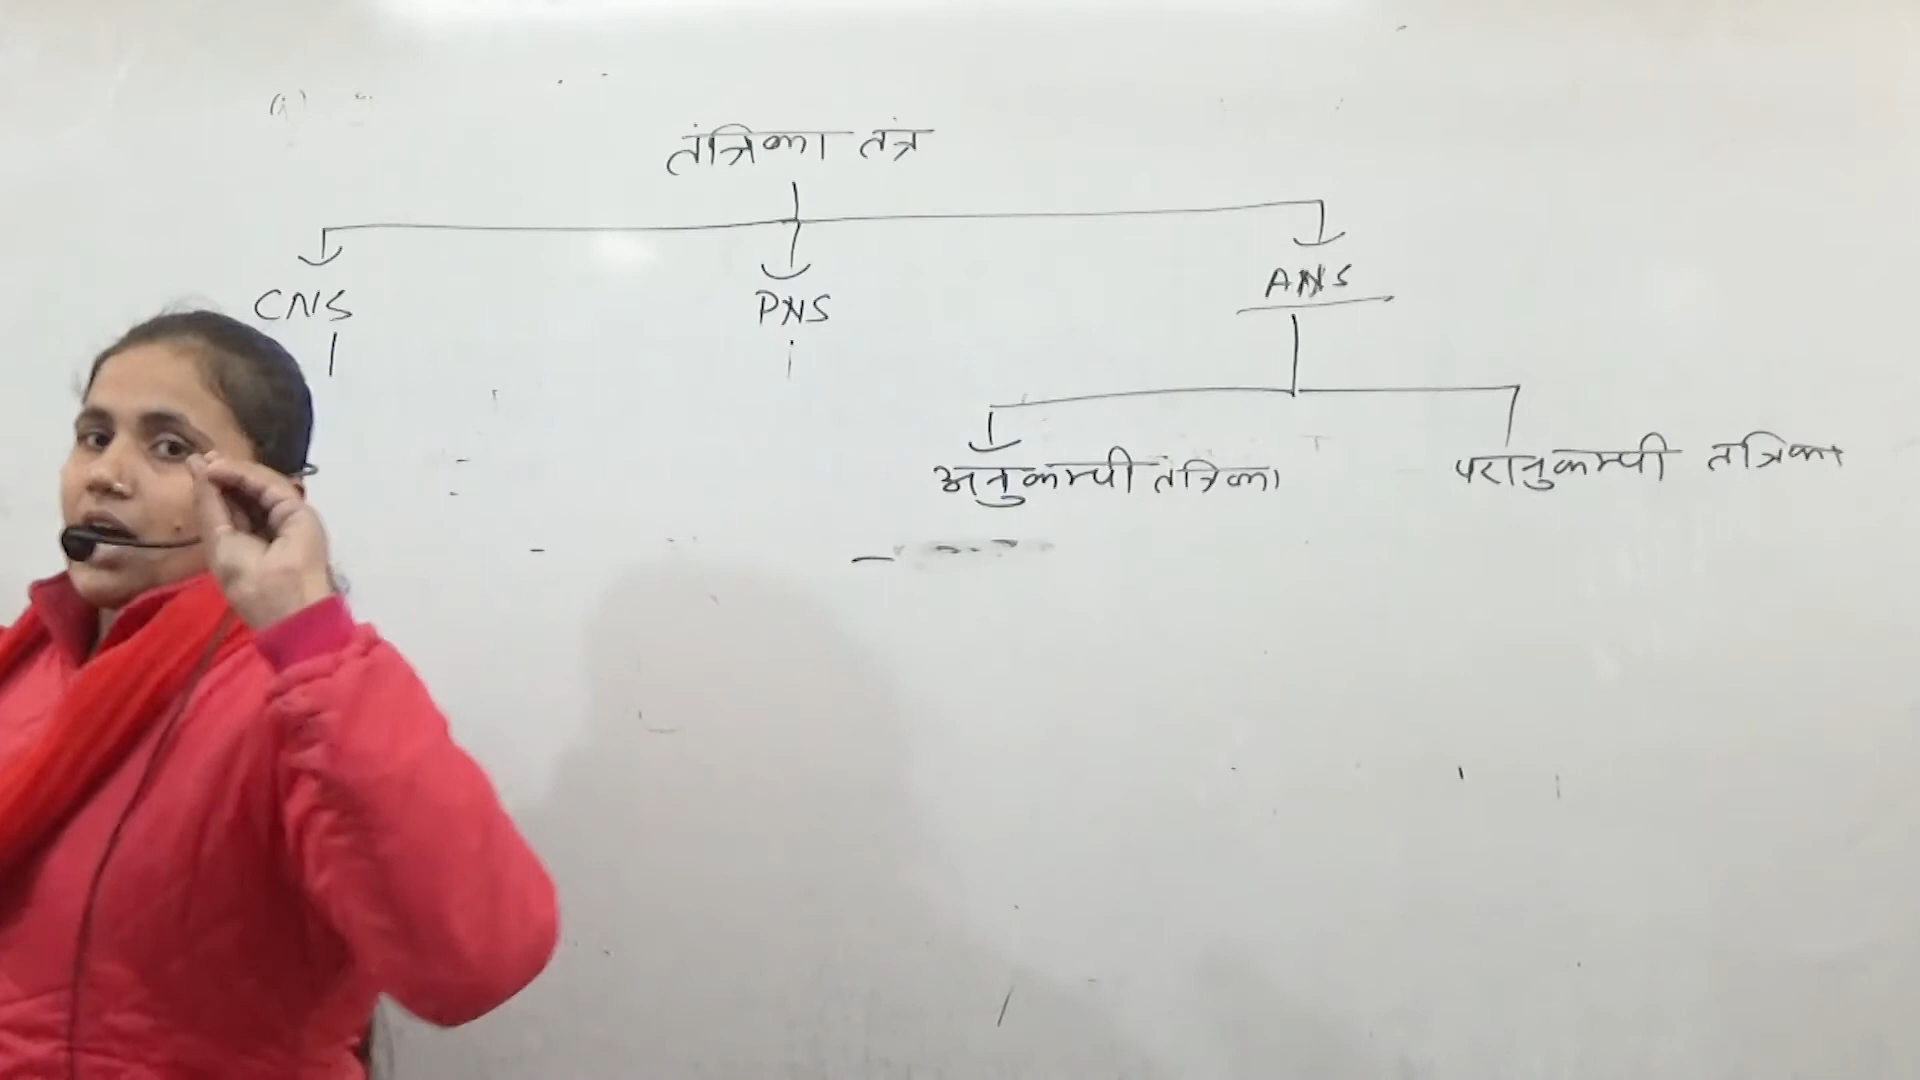 तंत्रिका तंत्र
CNS PNS ANS
अनुकम्पी तंत्रिका परानुकम्पी तंत्रिका